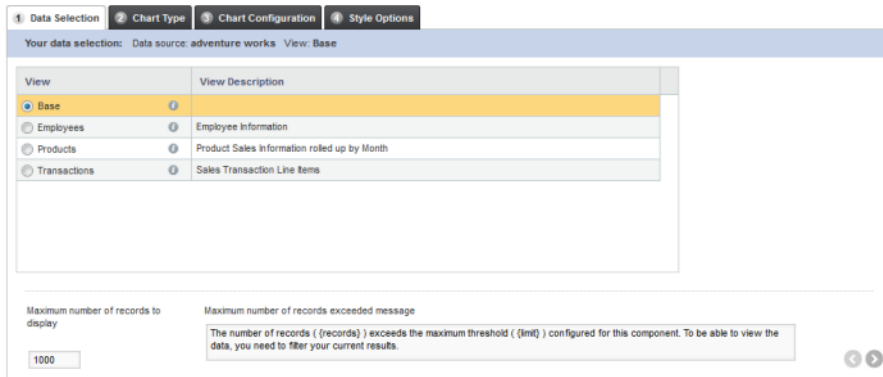 1 Data Selection 2 Chart Type 3 Chart Configuration 4 Style Options
Your data selection: Data source: adventure works View: Base
View View Description
Base
Employees Employee Information
Products Product Sales Information rolled up by Month
Transactions Sales Transaction Line Items
Maximum number of records to display
Maximum number of records exceeded message
The number of records ( {records} ) exceeds the maximum threshold ( {limit} ) configured for this component. To be able to view the
data, you need to filter your current results.
1000